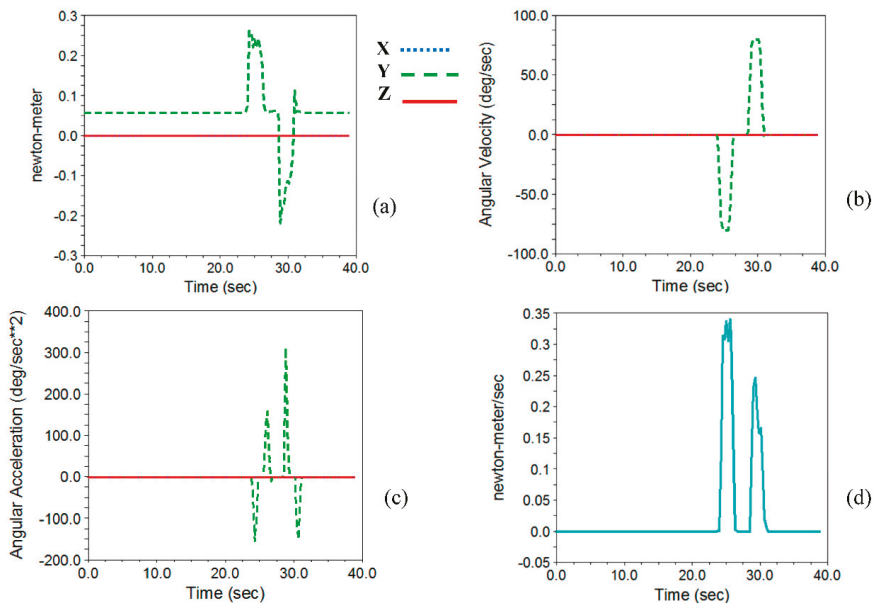 0.3
0.2
0.1
0.0
-0.1
-0.2
-0.3
newton-meter
0.0 10.0 20.0 30.0 40.0
Time (sec)
(a)
X
Y
Z
100.0
50.0
0.0
-50.0
-100.0
Angular Velocity (deg/sec)
0.0 10.0 20.0 30.0 40.0
Time (sec)
(b)
400.0
300.0
200.0
100.0
0.0
-100.0
-200.0
Angular Acceleration (deg/sec**2)
0.0 10.0 20.0 30.0 40.0
Time (sec)
(c)
0.35
0.3
0.25
0.2
0.15
0.1
0.05
0.0
-0.05
newton-meter/sec
0.0 10.0 20.0 30.0 40.0
Time (sec)
(d)